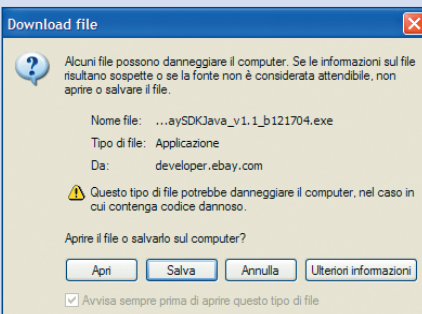 Download file
Alcuni file possono danneggiare il computer. Se le informazioni sul file
risultano sospette o se la fonte non è considerata attendibile, non
aprire o salvare il file.
Nome file: ...aySDKJava_v1.1_b121704.exe
Tipo di file: Applicazione
Da: developer.ebay.com
Questo tipo di file potrebbe danneggiare il computer, nel caso in
cui contenga codice dannoso.
Aprire il file o salvarlo sul computer?
Apri Salva Annulla Ulteriori informazioni
Avvisa sempre prima di aprire questo tipo di file